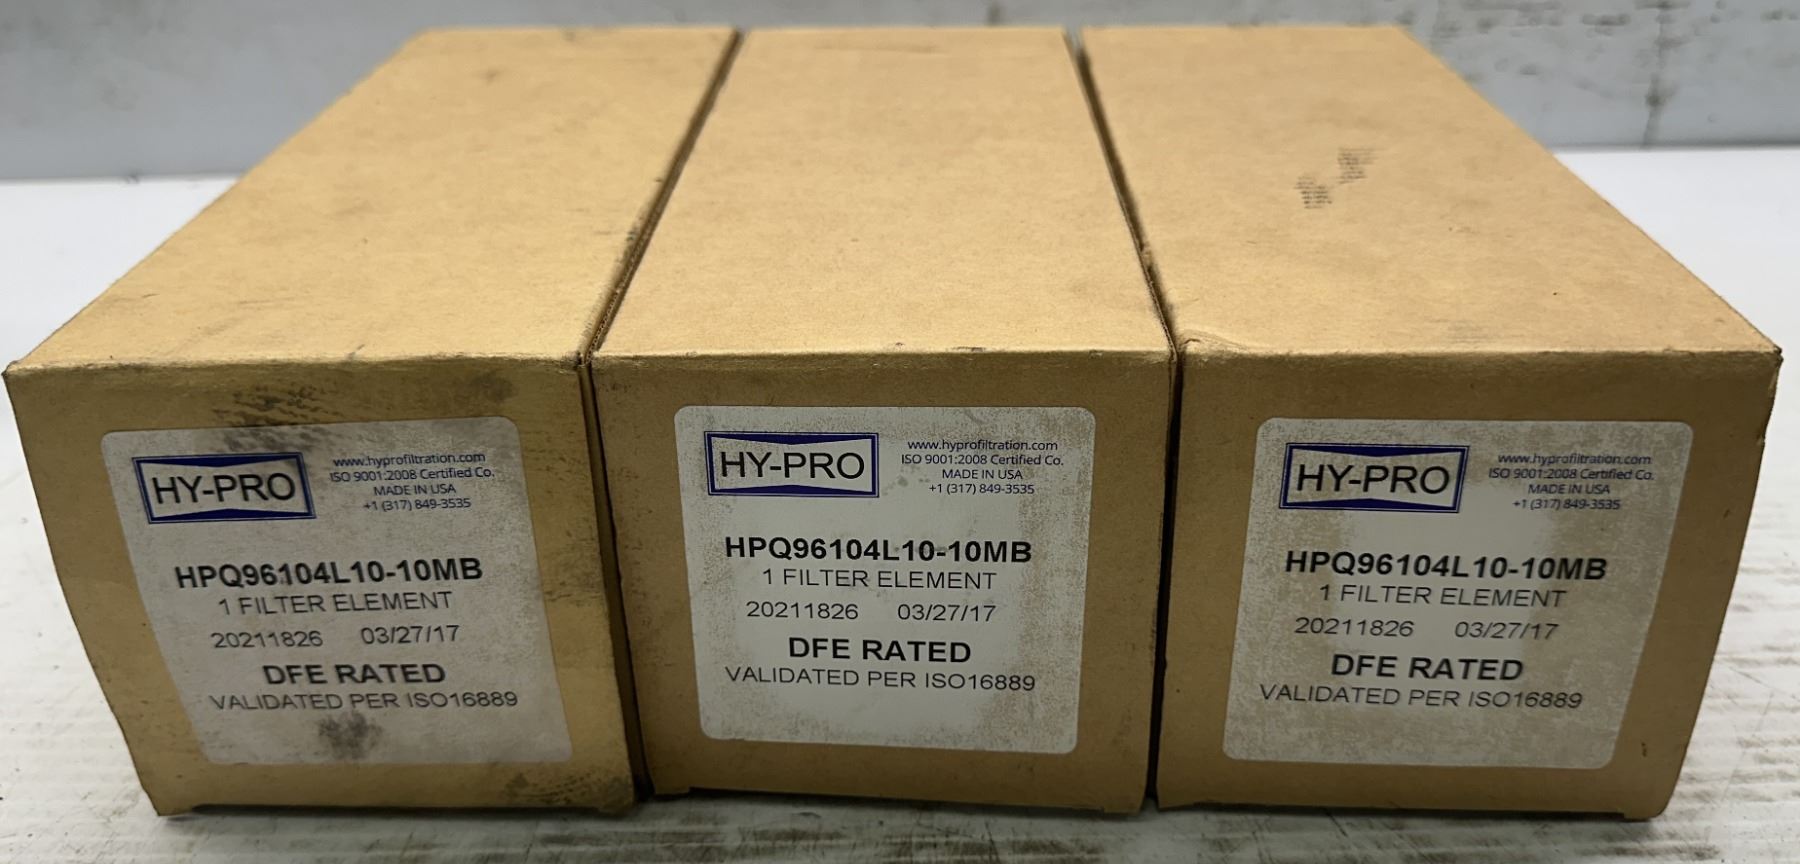 HY-PRO
www.hyprofiltration.com
ISO 9001:2008 Certified Co.
MADE IN USA
+1 (317) 849-3535
HPQ96104L10-10MB
1 FILTER ELEMENT
20211826 03/27/17
DFE RATED
VALIDATED PER ISO16889
HY-PRO
www.hyprofiltration.com
ISO 9001:2008 Certified Co.
MADE IN USA
+1 (317) 849-3535
HPQ96104L10-10MB
1 FILTER ELEMENT
20211826 03/27/17
DFE RATED
VALIDATED PER ISO16889
HY-PRO
www.hyprofiltration.com
ISO 9001:2008 Certified Co.
MADE IN USA
+1 (317) 849-3535
HPQ96104L10-10MB
1 FILTER ELEMENT
20211826 03/27/17
DFE RATED
VALIDATED PER ISO16889